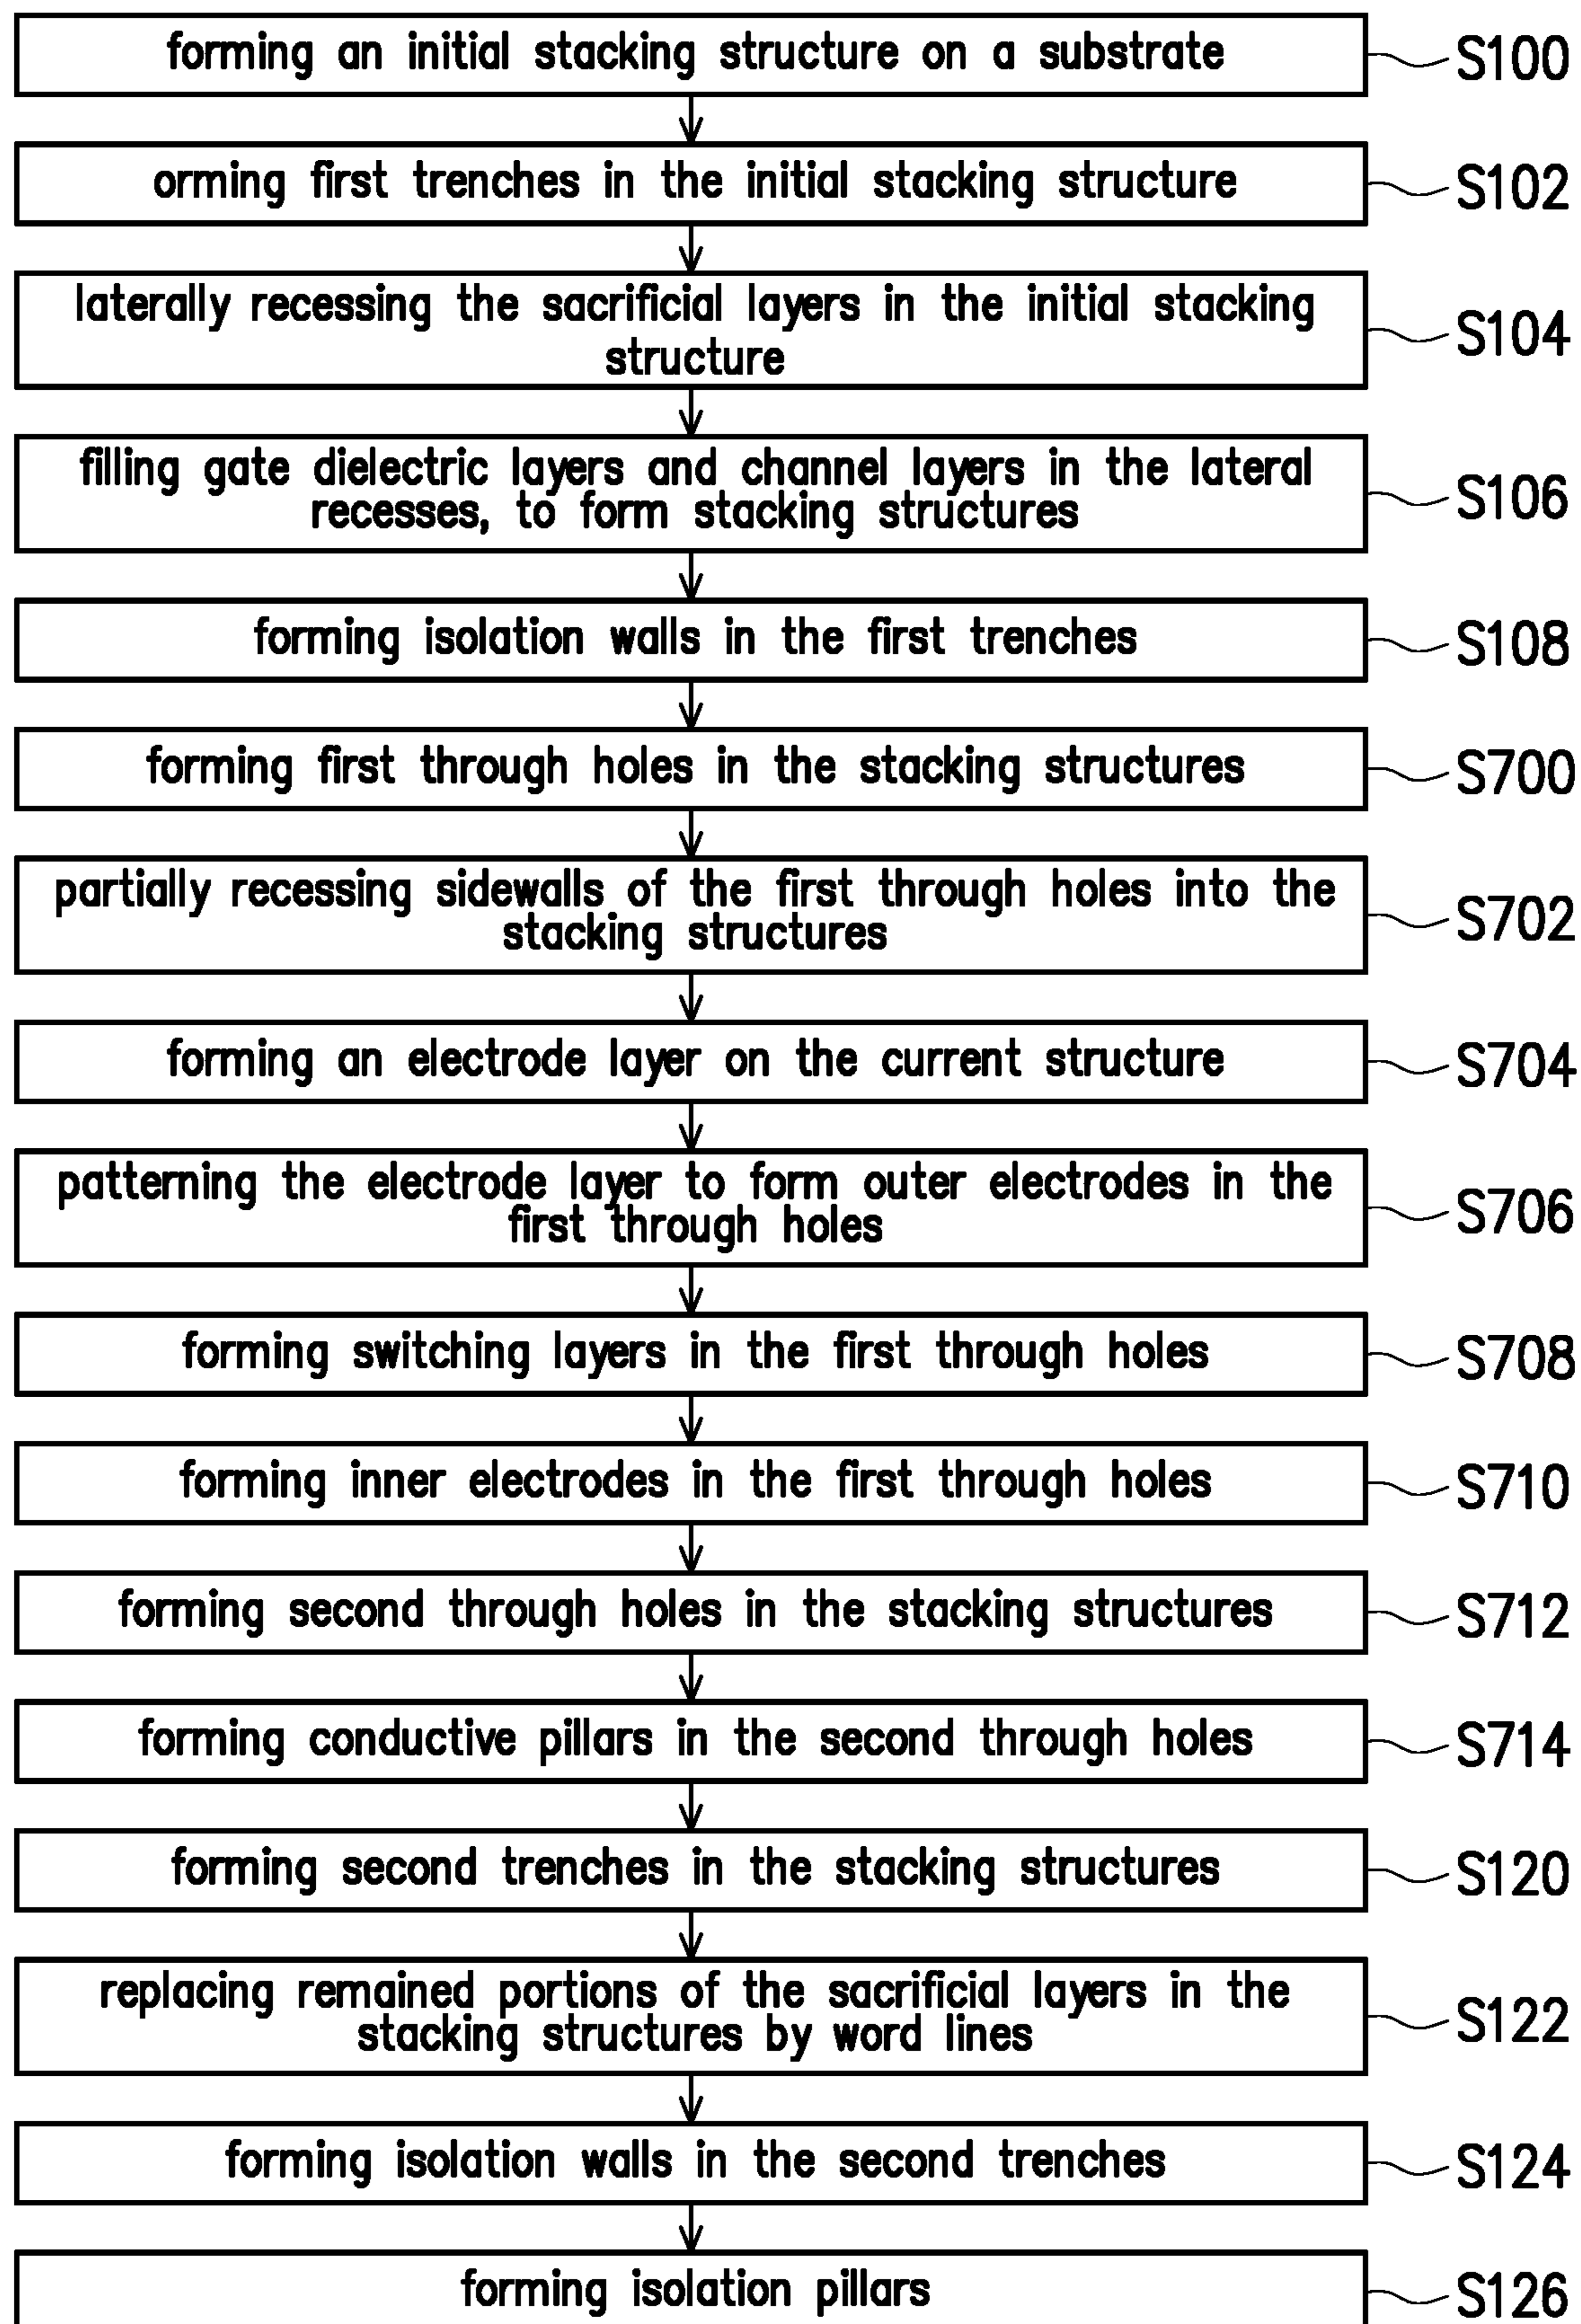 forming an initial stacking structure on a substrate
S100
orming first trenches in the initial stacking structure
S102
laterally recessing the sacrificial layers in the initial stacking
structure
S104
filling gate dielectric layers and channel layers in the lateral
recesses, to form stacking structures
S106
forming isolation walls in the first trenches
S108
forming first through holes in the stacking structures
S700
partially recessing sidewalls of the first through holes into the
stacking structures
S702
forming an electrode layer on the current structure
S704
patterning the electrode layer to form outer electrodes in the
first through holes
S706
forming switching layers in the first through holes
S708
forming inner electrodes in the first through holes
S710
forming second through holes in the stacking structures
S712
forming conductive pillars in the second through holes
S714
forming second trenches in the stacking structures
S120
replacing remained portions of the sacrificial layers in the
stacking structures by word lines
S122
forming isolation walls in the second trenches
S124
forming isolation pillars
S126